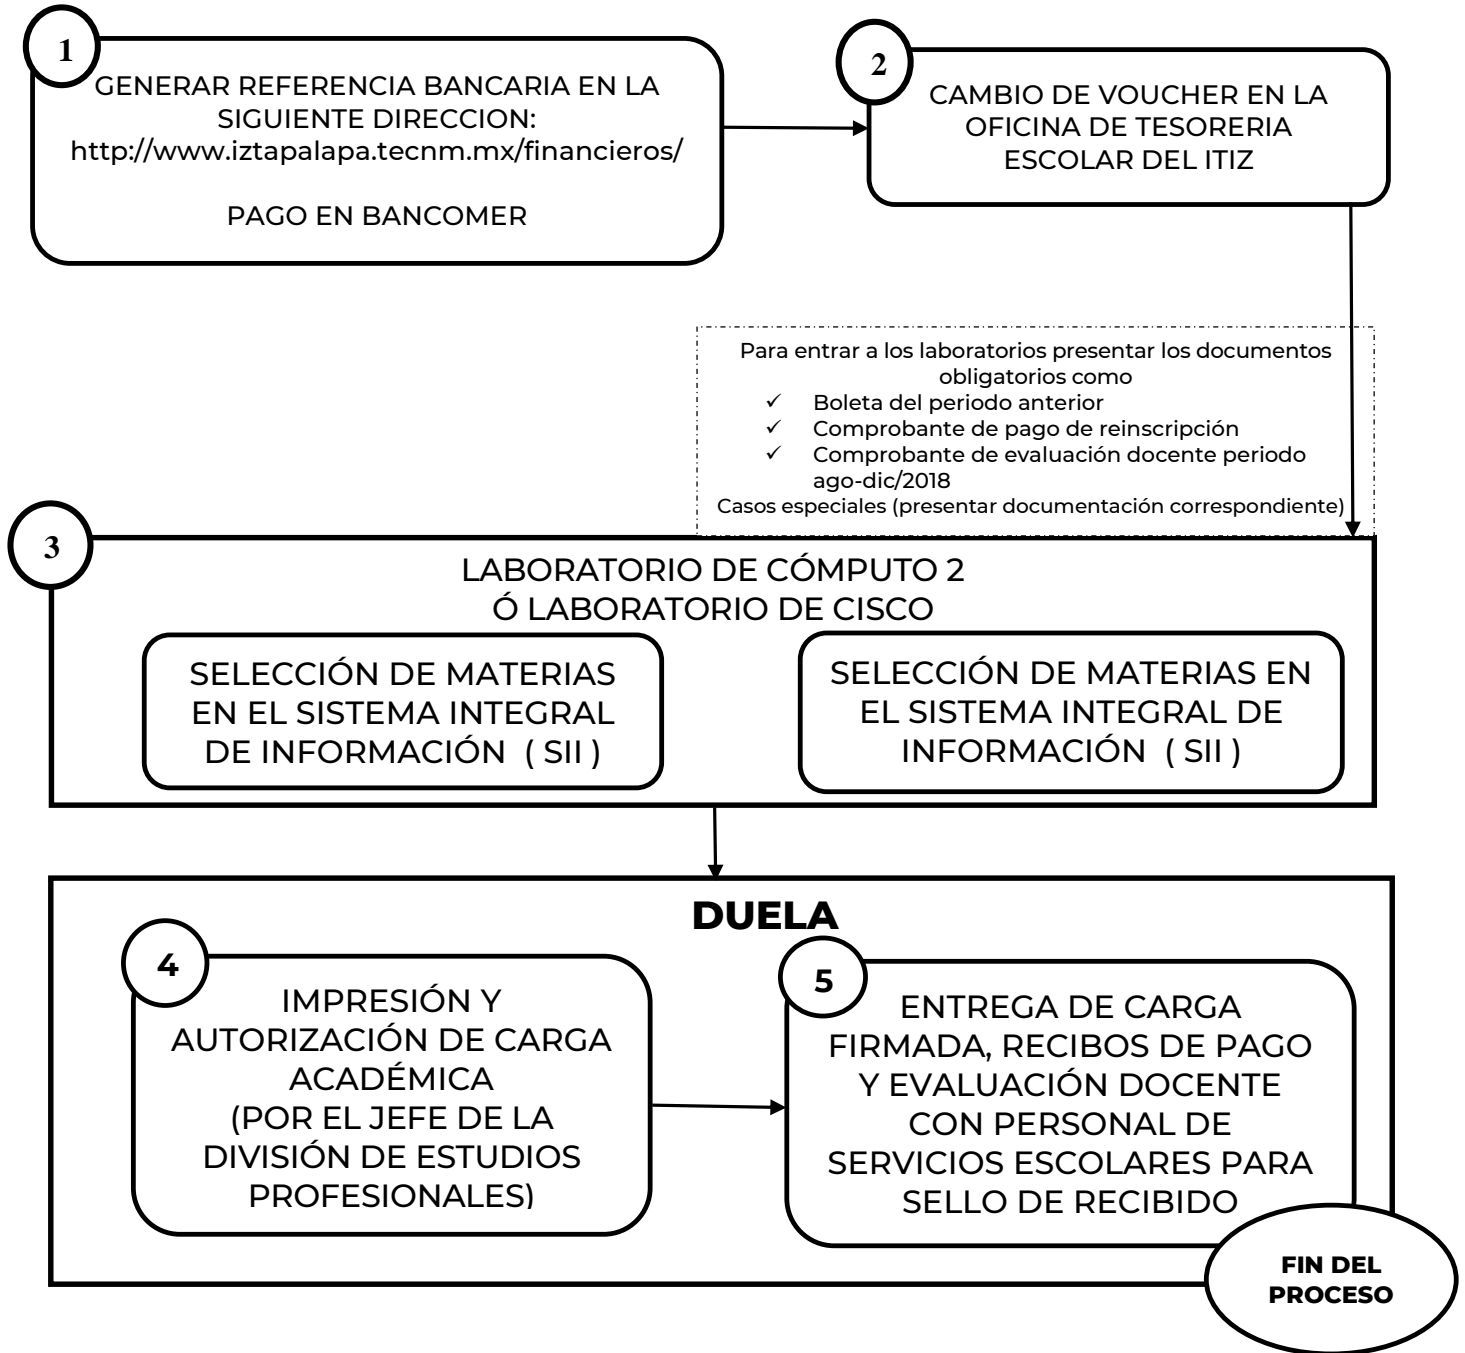 1
GENERAR REFERENCIA BANCARIA EN LA
SIGUIENTE DIRECCION:
http://www.iztapalapa.tecnm.mx/financieros/
PAGO EN BANCOMER
2
CAMBIO DE VOUCHER EN LA
OFICINA DE TESORERIA
ESCOLAR DEL ITIZ
Para entrar a los laboratorios presentar los documentos
obligatorios como
✓ Boleta del periodo anterior
✓ Comprobante de pago de reinscripción
✓ Comprobante de evaluación docente periodo
ago-dic/2018
Casos especiales (presentar documentación correspondiente)
3
LABORATORIO DE CÓMPUTO 2
Ó LABORATORIO DE CISCO
SELECCIÓN DE MATERIAS
EN EL SISTEMA INTEGRAL
DE INFORMACIÓN ( SII )
SELECCIÓN DE MATERIAS EN
EL SISTEMA INTEGRAL DE
INFORMACIÓN ( SII )
DUELA
4
IMPRESIÓN Y
AUTORIZACIÓN DE CARGA
ACADÉMICA
(POR EL JEFE DE LA
DIVISIÓN DE ESTUDIOS
PROFESIONALES)
5
ENTREGA DE CARGA
FIRMADA, RECIBOS DE PAGO
Y EVALUACIÓN DOCENTE
CON PERSONAL DE
SERVICIOS ESCOLARES PARA
SELLO DE RECIBIDO
FIN DEL
PROCESO